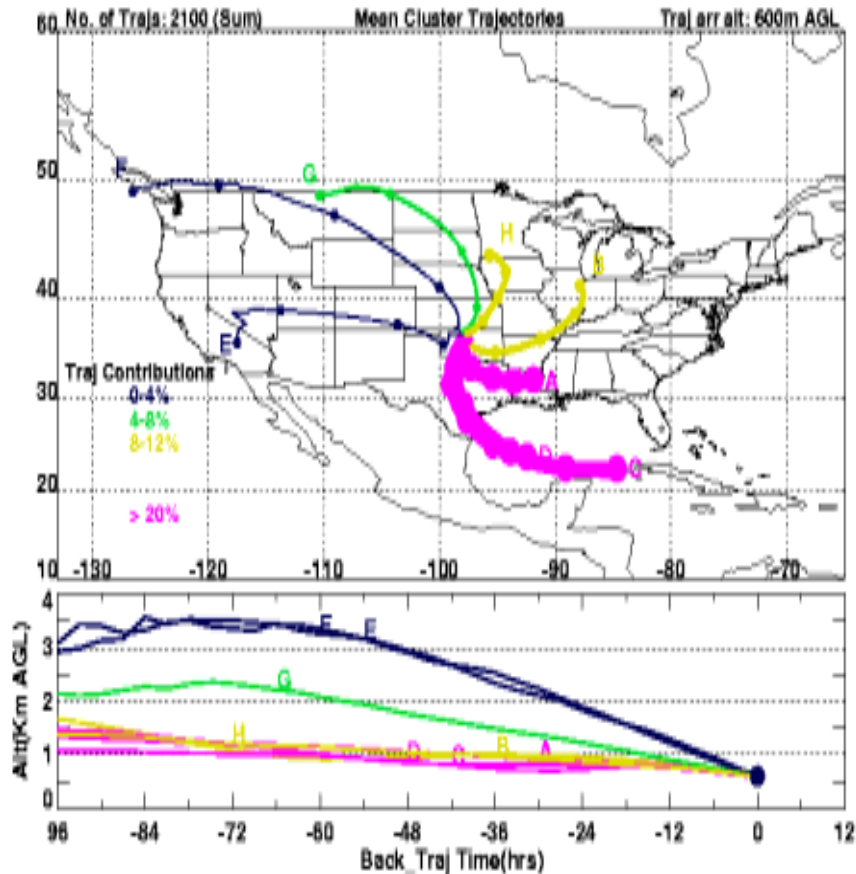 No. of Trajs: 2100 (Sum) Mean Cluster Trajectories Traj arr alt: 600m AGL
60
F
50
G
H
B
40
E
Traj Contributions
0-4%
A
30
4-8%
8-12%
D
C
20
> 20%
10 -130 -120 -110 -100 -90 -80 -70
4
3
2
1
0
Alt(Km AGL)
F E
G
H D C B A
96 -84 -72 -60 -48 -36 -24 -12 0 12
Back_Traj Time(hrs)